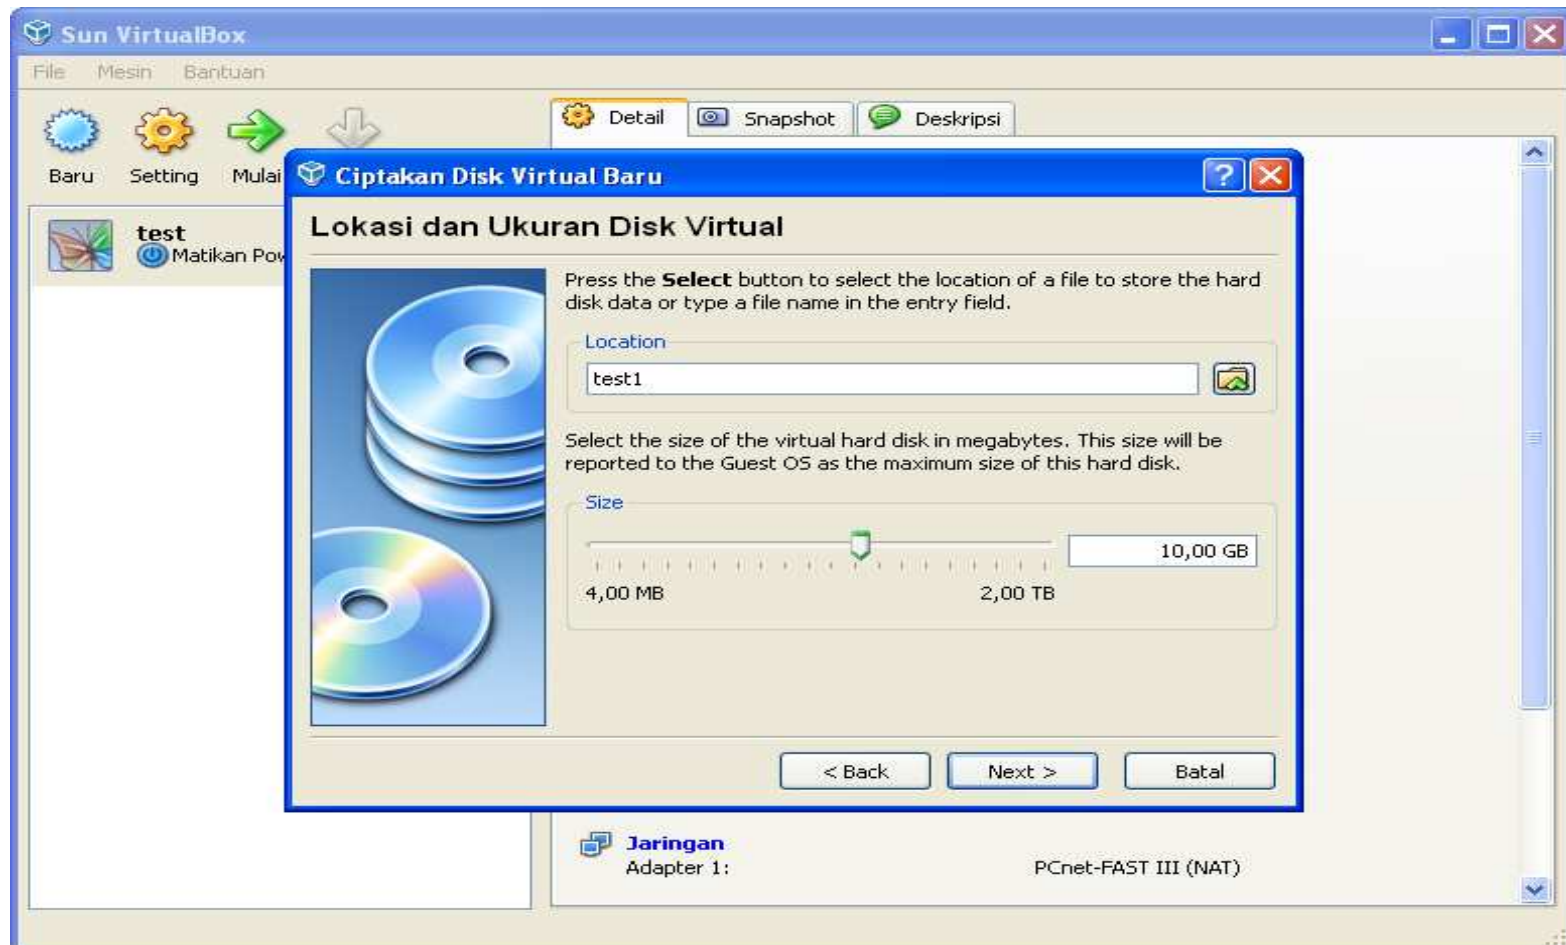 Sun VirtualBox
File Mesin Bantuan
Baru Setting Mulai
Detail Snapshot Deskripsi
test
Matikan Pow
Ciptakan Disk Virtual Baru
Lokasi dan Ukuran Disk Virtual
Press the Select button to select the location of a file to store the hard
disk data or type a file name in the entry field.
Location
test1
Select the size of the virtual hard disk in megabytes. This size will be
reported to the Guest OS as the maximum size of this hard disk.
Size
10,00 GB
4,00 MB 2,00 TB
< Back Next > Batal
Jaringan
Adapter 1: PCnet-FAST III (NAT)